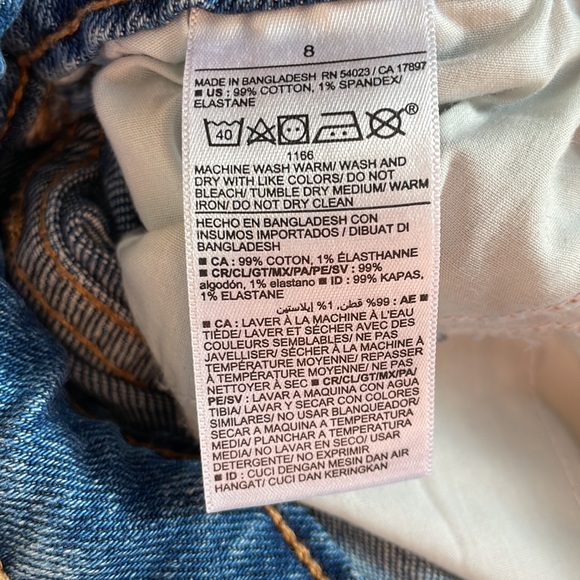 8
MADE IN BANGLADESH RN 54023 / CA 17897
■ US : 99% COTTON, 1% SPANDEX/
ELASTANE
40
®
1166
MACHINE WASH WARM/ WASH AND
DRY WITH LIKE COLORS/ DO NOT
BLEACH/ TUMBLE DRY MEDIUM/ WARM
IRON/ DO NOT DRY CLEAN
HECHO EN BANGLADESH CON
INSUMOS IMPORTADOS / DIBUAT DI
BANGLADESH
■ CA : 99% COTON, 1% ÉLASTHANNE
■ CR/CL/GT/MX/PA/PE/SV : 99%
algodón, 1% elastano ■ ID : 99% KAPAS,
1% ELASTANE
■ AE : 99% قطن, 1% إيلاستين
■ CA : LAVER À LA MACHINE À L'EAU
TIÈDE/ LAVER ET SÉCHER AVEC DES
COULEURS SEMBLABLES/ NE PAS
JAVELLISER/ SÉCHER À LA MACHINE À
TEMPÉRATURE MOYENNE/ REPASSER
À TEMPÉRATURE MOYENNE/ NE PAS
NETTOYER À SEC ■ CR/CL/GT/MX/PA/
PE/SV : LAVAR A MAQUINA CON AGUA
TIBIA/ LAVAR Y SECAR CON COLORES
SIMILARES/ NO USAR BLANQUEADOR/
SECAR A MAQUINA A TEMPERATURA
MEDIA/ PLANCHAR A TEMPERATURA
MEDIA/ NO LAVAR EN SECO/ USAR
DETERGENTE/ NO EXPRIMIR
■ ID : CUCI DENGAN MESIN DAN AIR
HANGAT/ CUCI DAN KERINGKAN